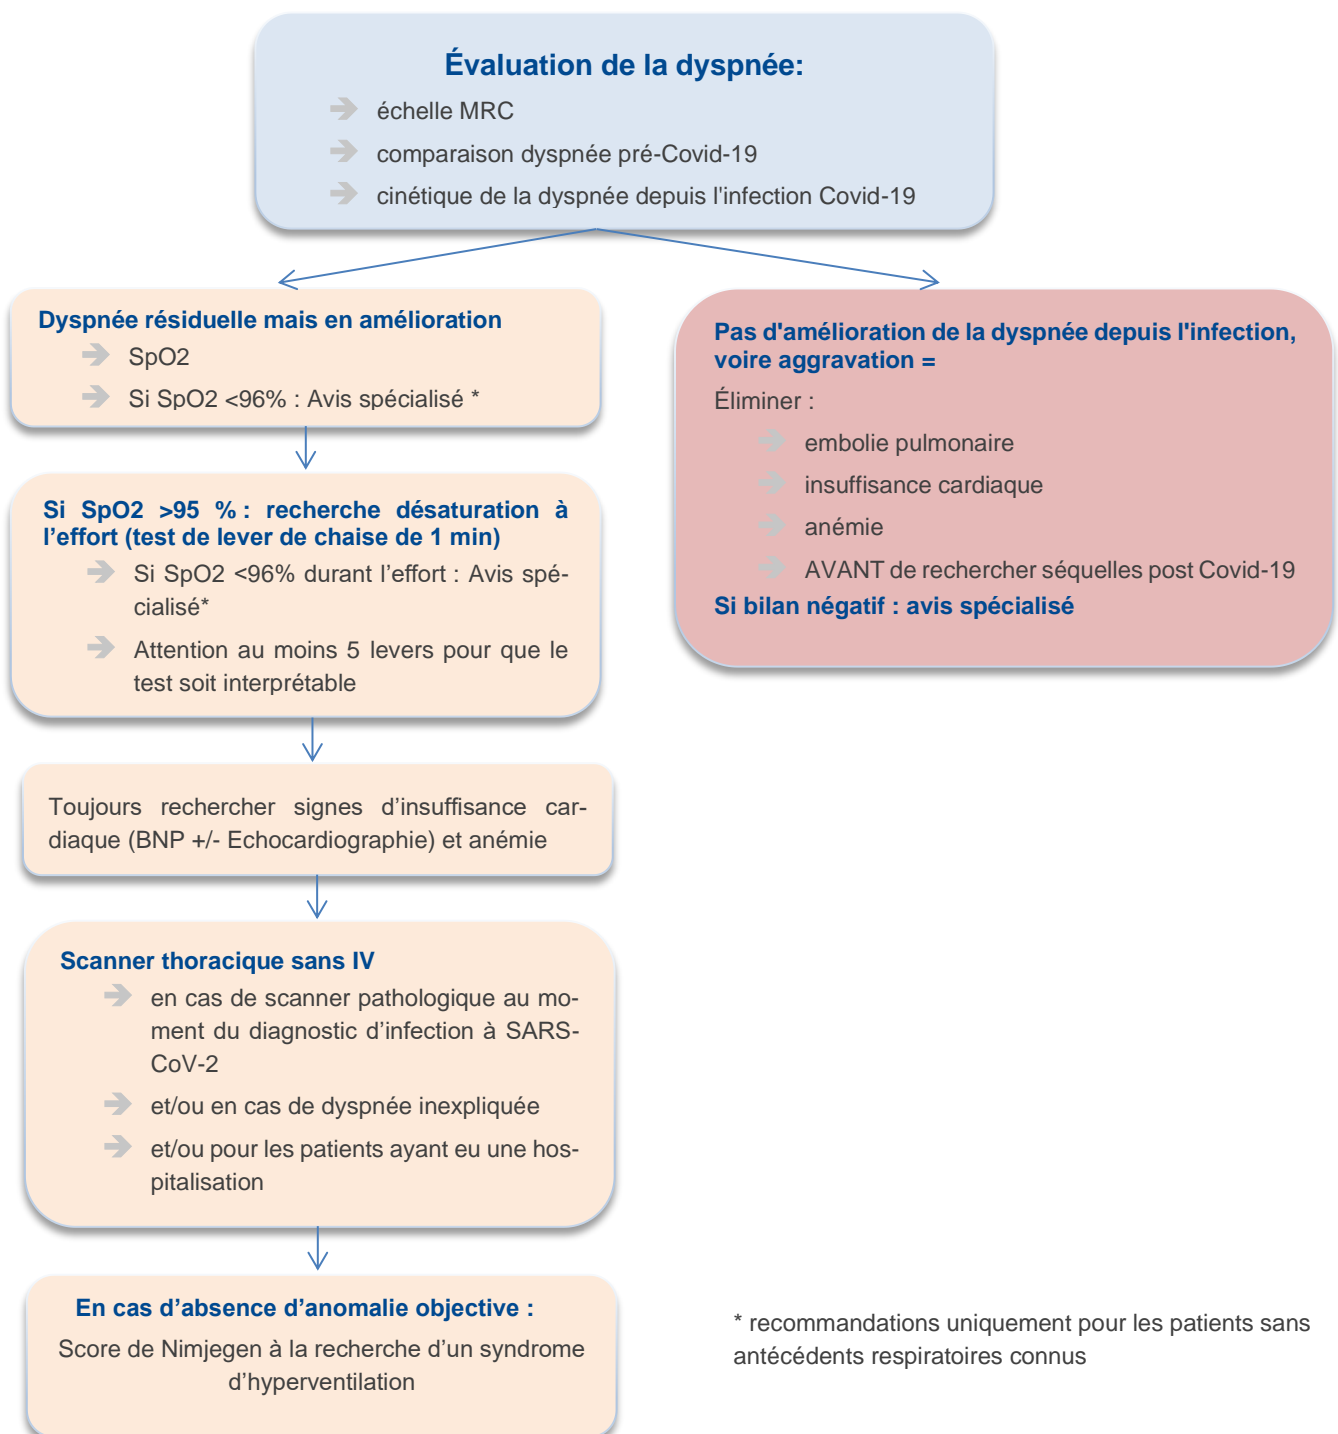 Évaluation de la dyspnée:
échelle MRC
comparaison dyspnée pré-Covid-19
cinétique de la dyspnée depuis l'infection Covid-19
Dyspnée résiduelle mais en amélioration
SpO2
Si SpO2 <96% : Avis spécialisé *
Si SpO2 >95 % : recherche désaturation à
l’effort (test de lever de chaise de 1 min)
Si SpO2 <96% durant l’effort : Avis spé-
cialisé*
Attention au moins 5 levers pour que le
test soit interprétable
Toujours rechercher signes d’insuffisance car-
diaque (BNP +/- Echocardiographie) et anémie
Scanner thoracique sans IV
en cas de scanner pathologique au mo-
ment du diagnostic d’infection à SARS-
CoV-2
et/ou en cas de dyspnée inexpliquée
et/ou pour les patients ayant eu une hos-
pitalisation
En cas d’absence d’anomalie objective :
Score de Nimjegen à la recherche d’un syndrome
d’hyperventilation
Pas d'amélioration de la dyspnée depuis l'infection,
voire aggravation =
Éliminer :
embolie pulmonaire
insuffisance cardiaque
anémie
AVANT de rechercher séquelles post Covid-19
Si bilan négatif : avis spécialisé
* recommandations uniquement pour les patients sans
antécédents respiratoires connus